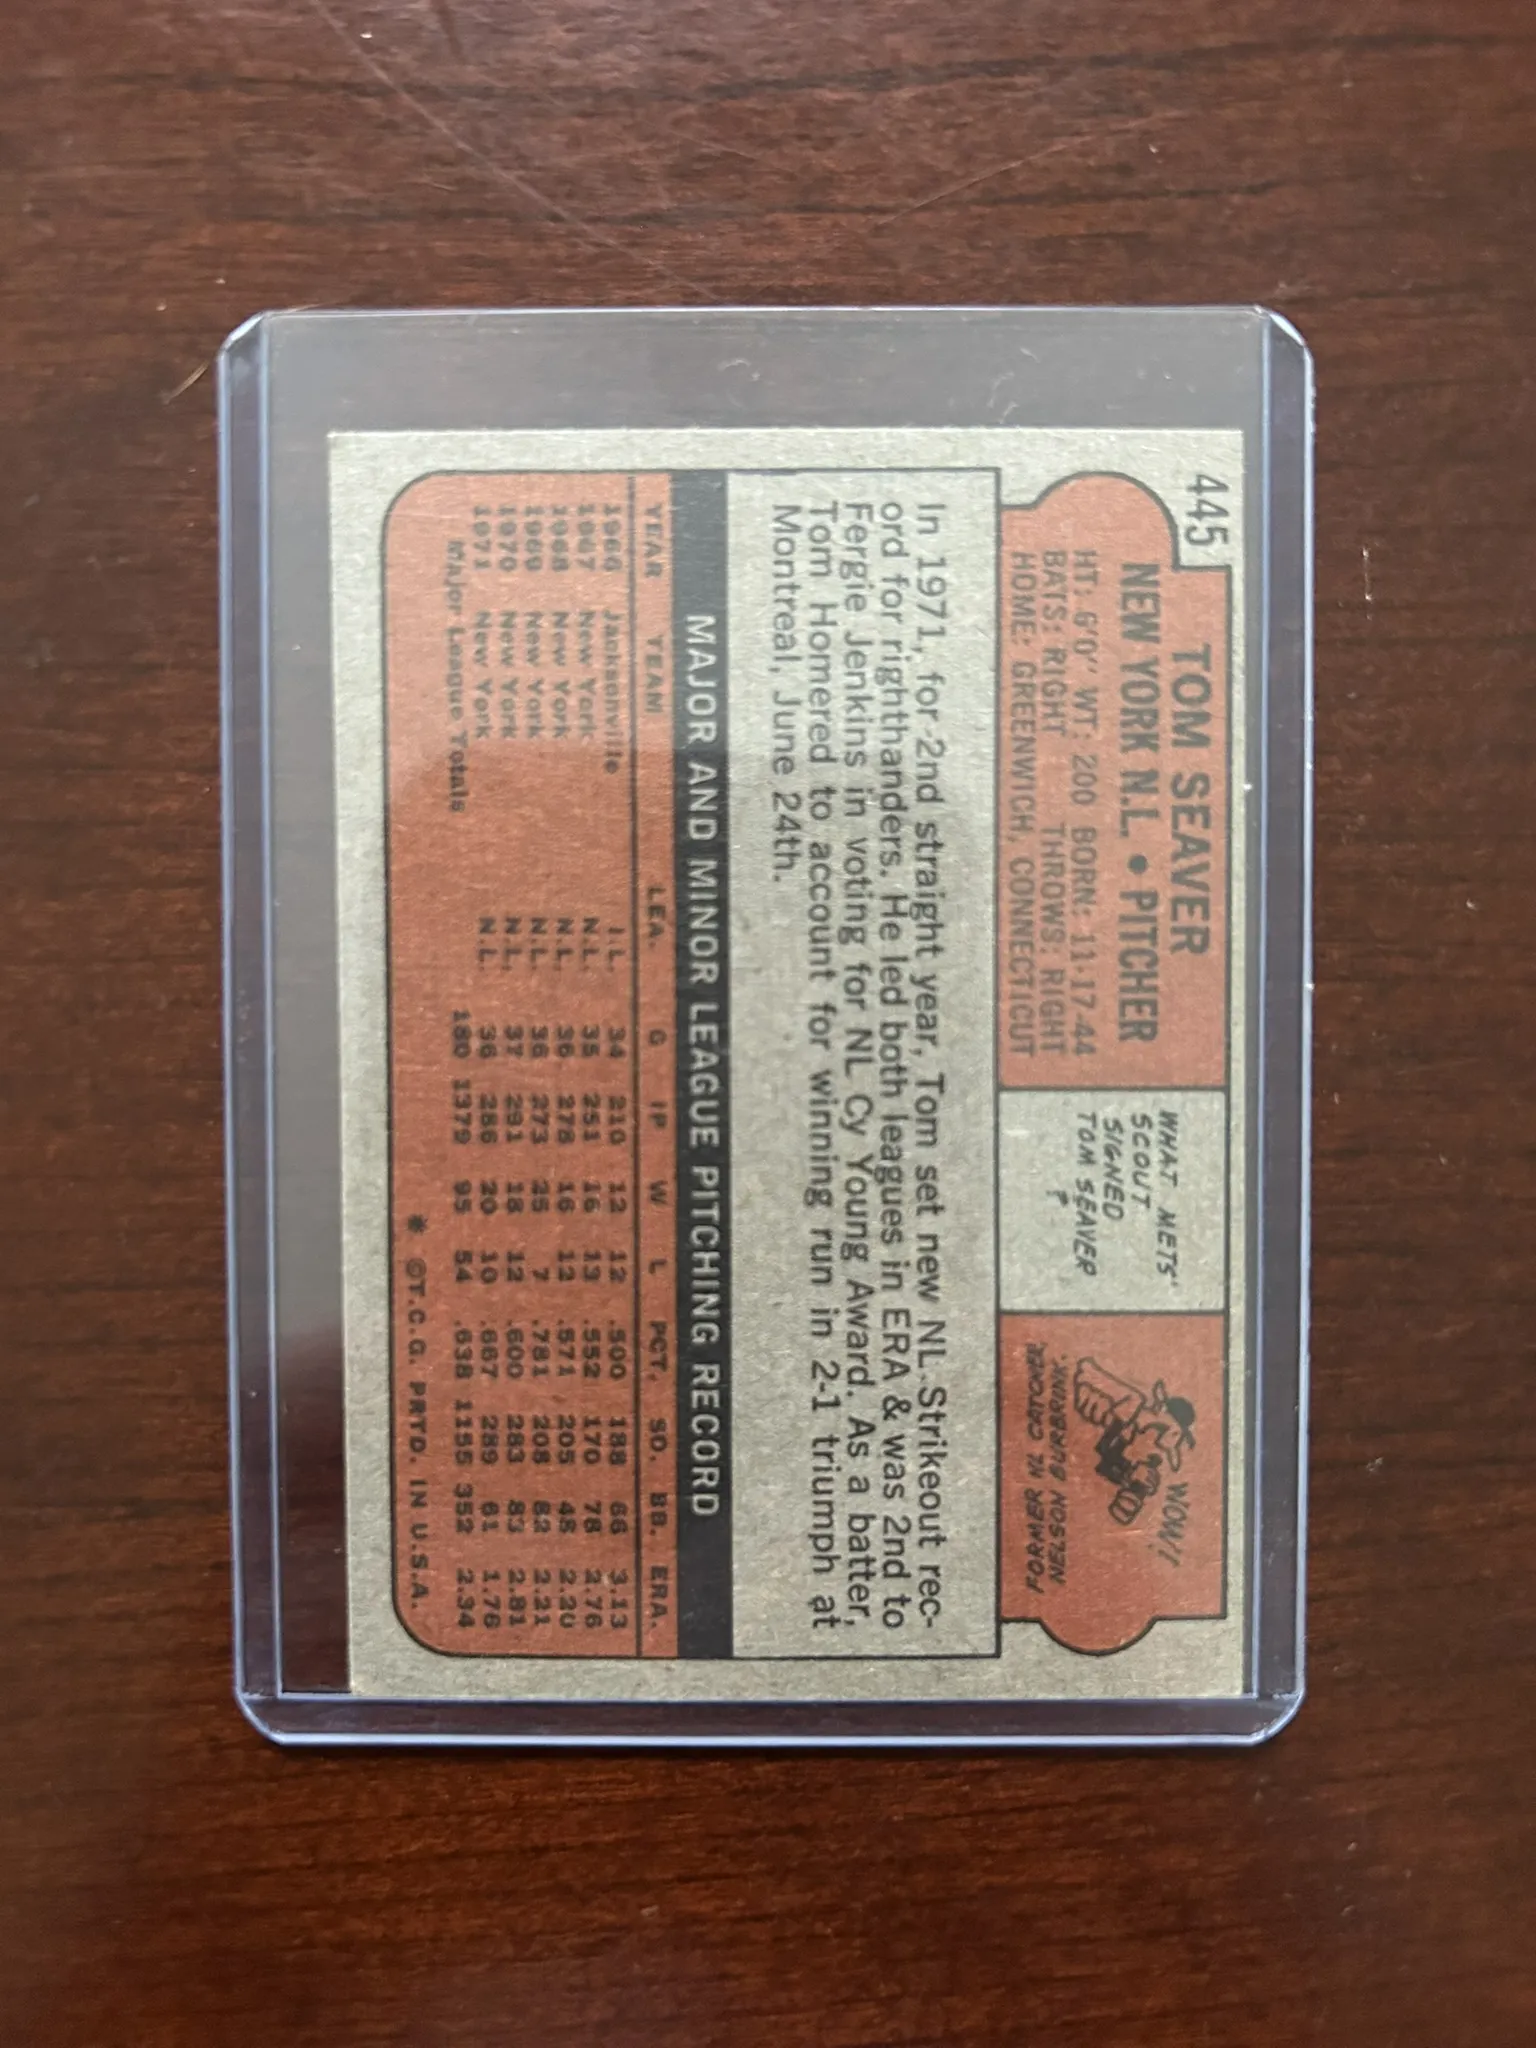 445
TOM SEAVER
NEW YORK N.L. • PITCHER
HT: 6'0" WT: 200 BORN: 11-17-44
BATS: RIGHT THROWS: RIGHT
HOME: GREENWICH, CONNECTICUT
WHAT METS'
SCOUT
SIGNED
TOM SEAVER
?
WOW!!
FORMER NL CATCHER,
NELSON BURBRINK.
In 1971, for 2nd straight year, Tom set new NL Strikeout rec-
ord for righthanders. He led both leagues in ERA & was 2nd to
Fergie Jenkins in voting for NL Cy Young Award. As a batter,
Tom Homered to account for winning run in 2-1 triumph at
Montreal, June 24th.
MAJOR AND MINOR LEAGUE PITCHING RECORD
YEAR TEAM LEA. G IP W L PCT. SO. BB. ERA.
1966 Jacksonville I.L. 34 210 12 12 .500 188 66 3.13
1967 New York N.L. 35 251 16 13 .552 170 78 2.76
1968 New York N.L. 36 278 16 12 .571 205 48 2.20
1969 New York N.L. 36 273 25 7 .781 208 82 2.21
1970 New York N.L. 37 291 18 12 .600 283 83 2.81
1971 New York N.L. 36 286 20 10 .667 289 61 1.76
Major League Totals 180 1379 95 54 .638 1155 352 2.34
* ©T.C.G. PRTD. IN U.S.A.